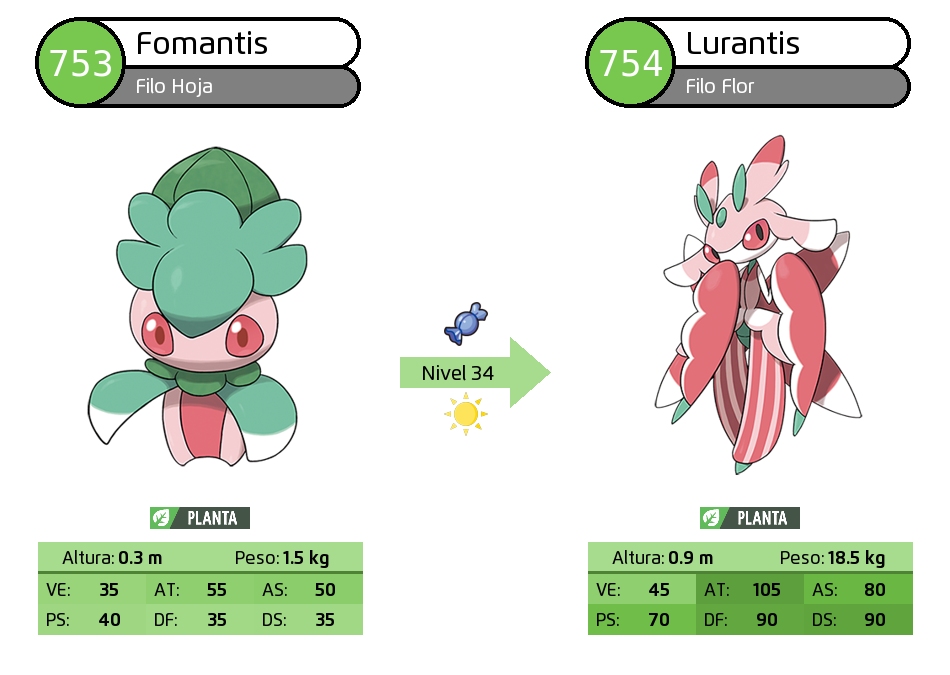 753 Fomantis
Filo Hoja
754 Lurantis
Filo Flor
Nivel 34
PLANTA
Altura: 0.3 m Peso: 1.5 kg
VE: 35 AT: 55 AS: 50
PS: 40 DF: 35 DS: 35
PLANTA
Altura: 0.9 m Peso: 18.5 kg
VE: 45 AT: 105 AS: 80
PS: 70 DF: 90 DS: 90